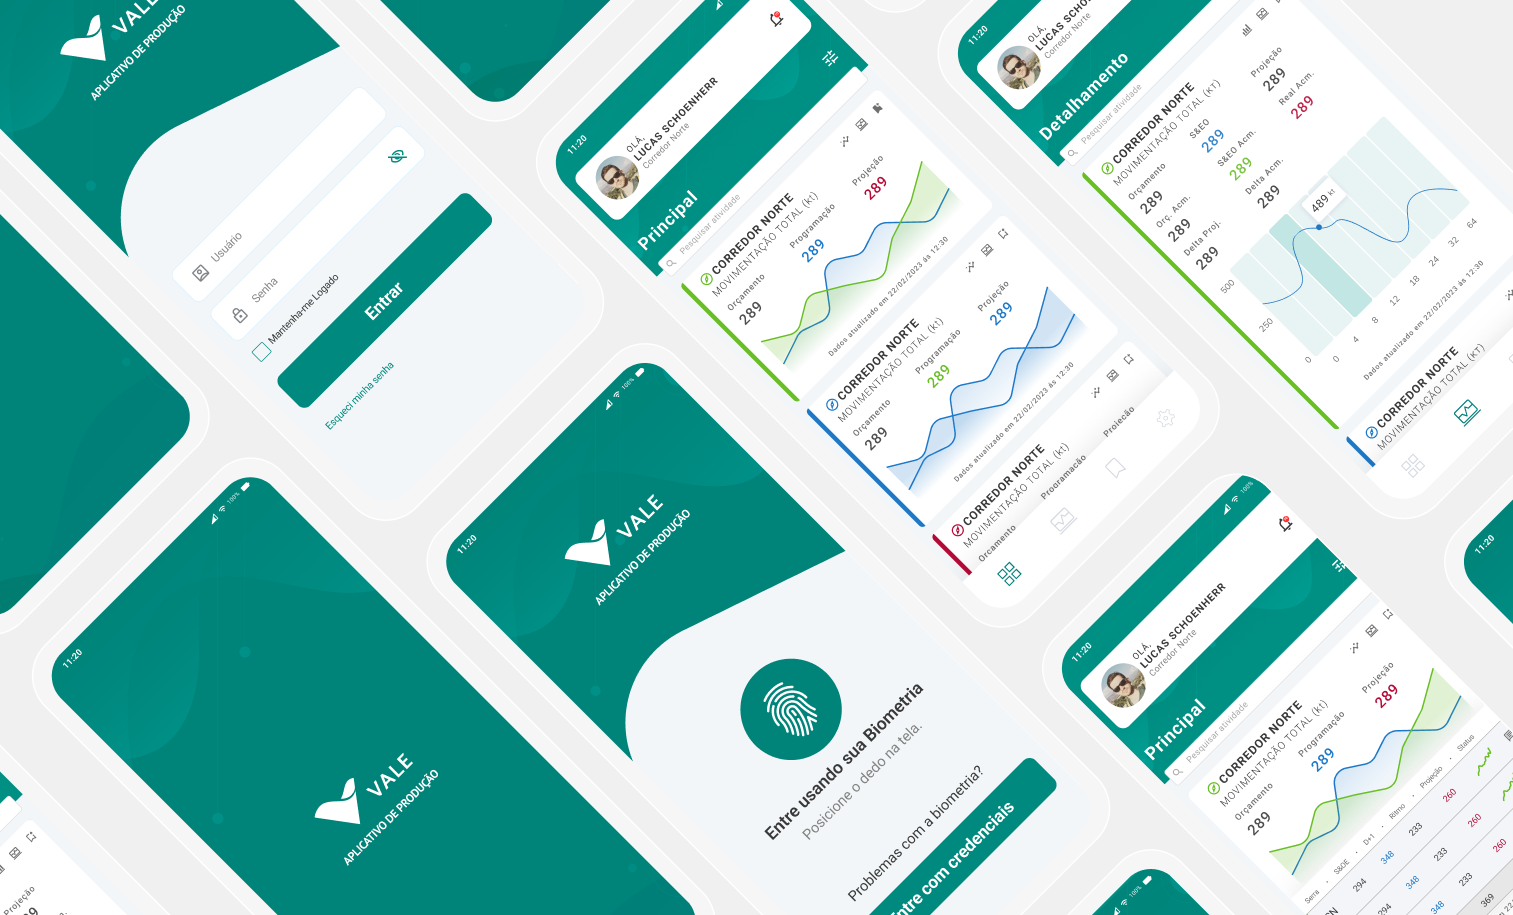 VALE
APLICATIVO DE PRODUÇÃO
Usuário
Senha
Mantenha-me Logado
Entrar
Esqueci minha senha
11:20
100%
VALE
APLICATIVO DE PRODUÇÃO
11:20
100%
VALE
APLICATIVO DE PRODUÇÃO
Entre usando sua Biometria
Posicione o dedo na tela.
Problemas com a biometria?
Entre com credenciais
11:20
OLÁ,
LUCAS SCHOENHERR
Corredor Norte
Principal
Pesquisar atividade
CORREDOR NORTE
MOVIMENTAÇÃO TOTAL (kt)
Orçamento
289
Programação
289
Projeção
289
Dados atualizado em 22/02/2023 ás 12:30
CORREDOR NORTE
MOVIMENTAÇÃO TOTAL (kt)
Orçamento
289
Programação
289
Projeção
289
Dados atualizado em 22/02/2023 ás 12:30
CORREDOR NORTE
MOVIMENTAÇÃO TOTAL (kt)
Orçamento
Programação
Projeção
11:20
OLÁ,
LUCAS SCHO
Corredor Norte
Detalhamento
Pesquisar atividade
CORREDOR NORTE
MOVIMENTAÇÃO TOTAL (KT)
Orçamento
289
S&EO
289
Projeção
289
Orç. Acm.
289
S&EO Acm.
289
Real Acm.
289
Delta Proj.
289
Delta Acm.
289
489 kt
500
250
0
0 4 8 12 18 24 32 64
Dados atualizado em 22/02/2023 ás 12:30
CORREDOR NORTE
MOVIMENTAÇÃO TOTAL (KT)
11:20
100%
OLÁ,
LUCAS SCHOENHERR
Corredor Norte
Principal
Pesquisar atividade
CORREDOR NORTE
MOVIMENTAÇÃO TOTAL (kt)
Orçamento
289
Programação
289
Projeção
289
Serra • S&OE • D+1 • Ritmo • Projeção • Status
294 348 233 260
294 348 233 260
348 233 260
369
11:20
100%
Projeção